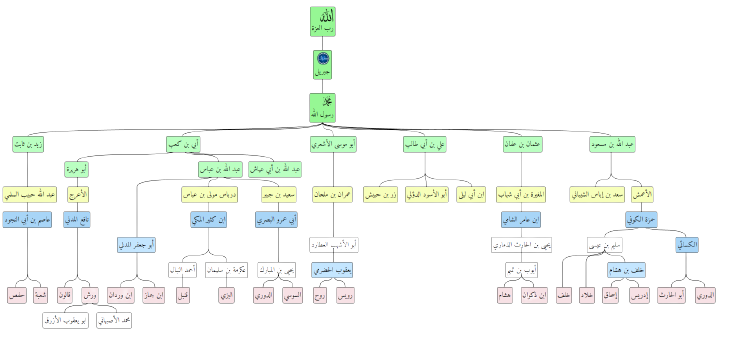 الله
رب العزة
جبريل
محمد
رسول الله
زيد بن ثابت
أبي بن كعب
أبو موسى الأشعري
علي بن أبي طالب
عثمان بن عفان
عبد الله بن مسعود
أبو هريرة
عبد الله بن عباس
عبد الله بن أبي عياش
عبد الله حبيب السلمي
الأعرج
درباس مولى بن عباس
سعيد بن جبير
حمران بن
زر بن حبيش
أبو الأسود الدؤلي
ابن أبي ليلى
المغيرة بن أبي شهاب
سعد بن إياس الشيباني
الأعمش
عاصم بن أبي النجود
نافع المدني
ابن كثير المكي
أبي عمرو البصري
ابن عامر الشامي
حمزة الكوفي
أبو جعفر المدني
أبو الأشهب العطاردي
يحيى بن الحارث الذماري
سليم بن عيسى
الكسائي
عكرمة بن سليمان
يحيى بن المبارك
يعقوب الحضرمي
أيوب بن تميم
خلف بن هشام
حفص
شعبة
قالون
ورش
ابن وردان
ابن جماز
قنبل
البزي
الدوري
السوسي
روح
رويس
هشام
ابن ذكوان
خلف
خلاد
إسحاق
إدريس
أبو الحارث
الدوري
أبو يعقوب الأزرق
محمد الأصبهاني